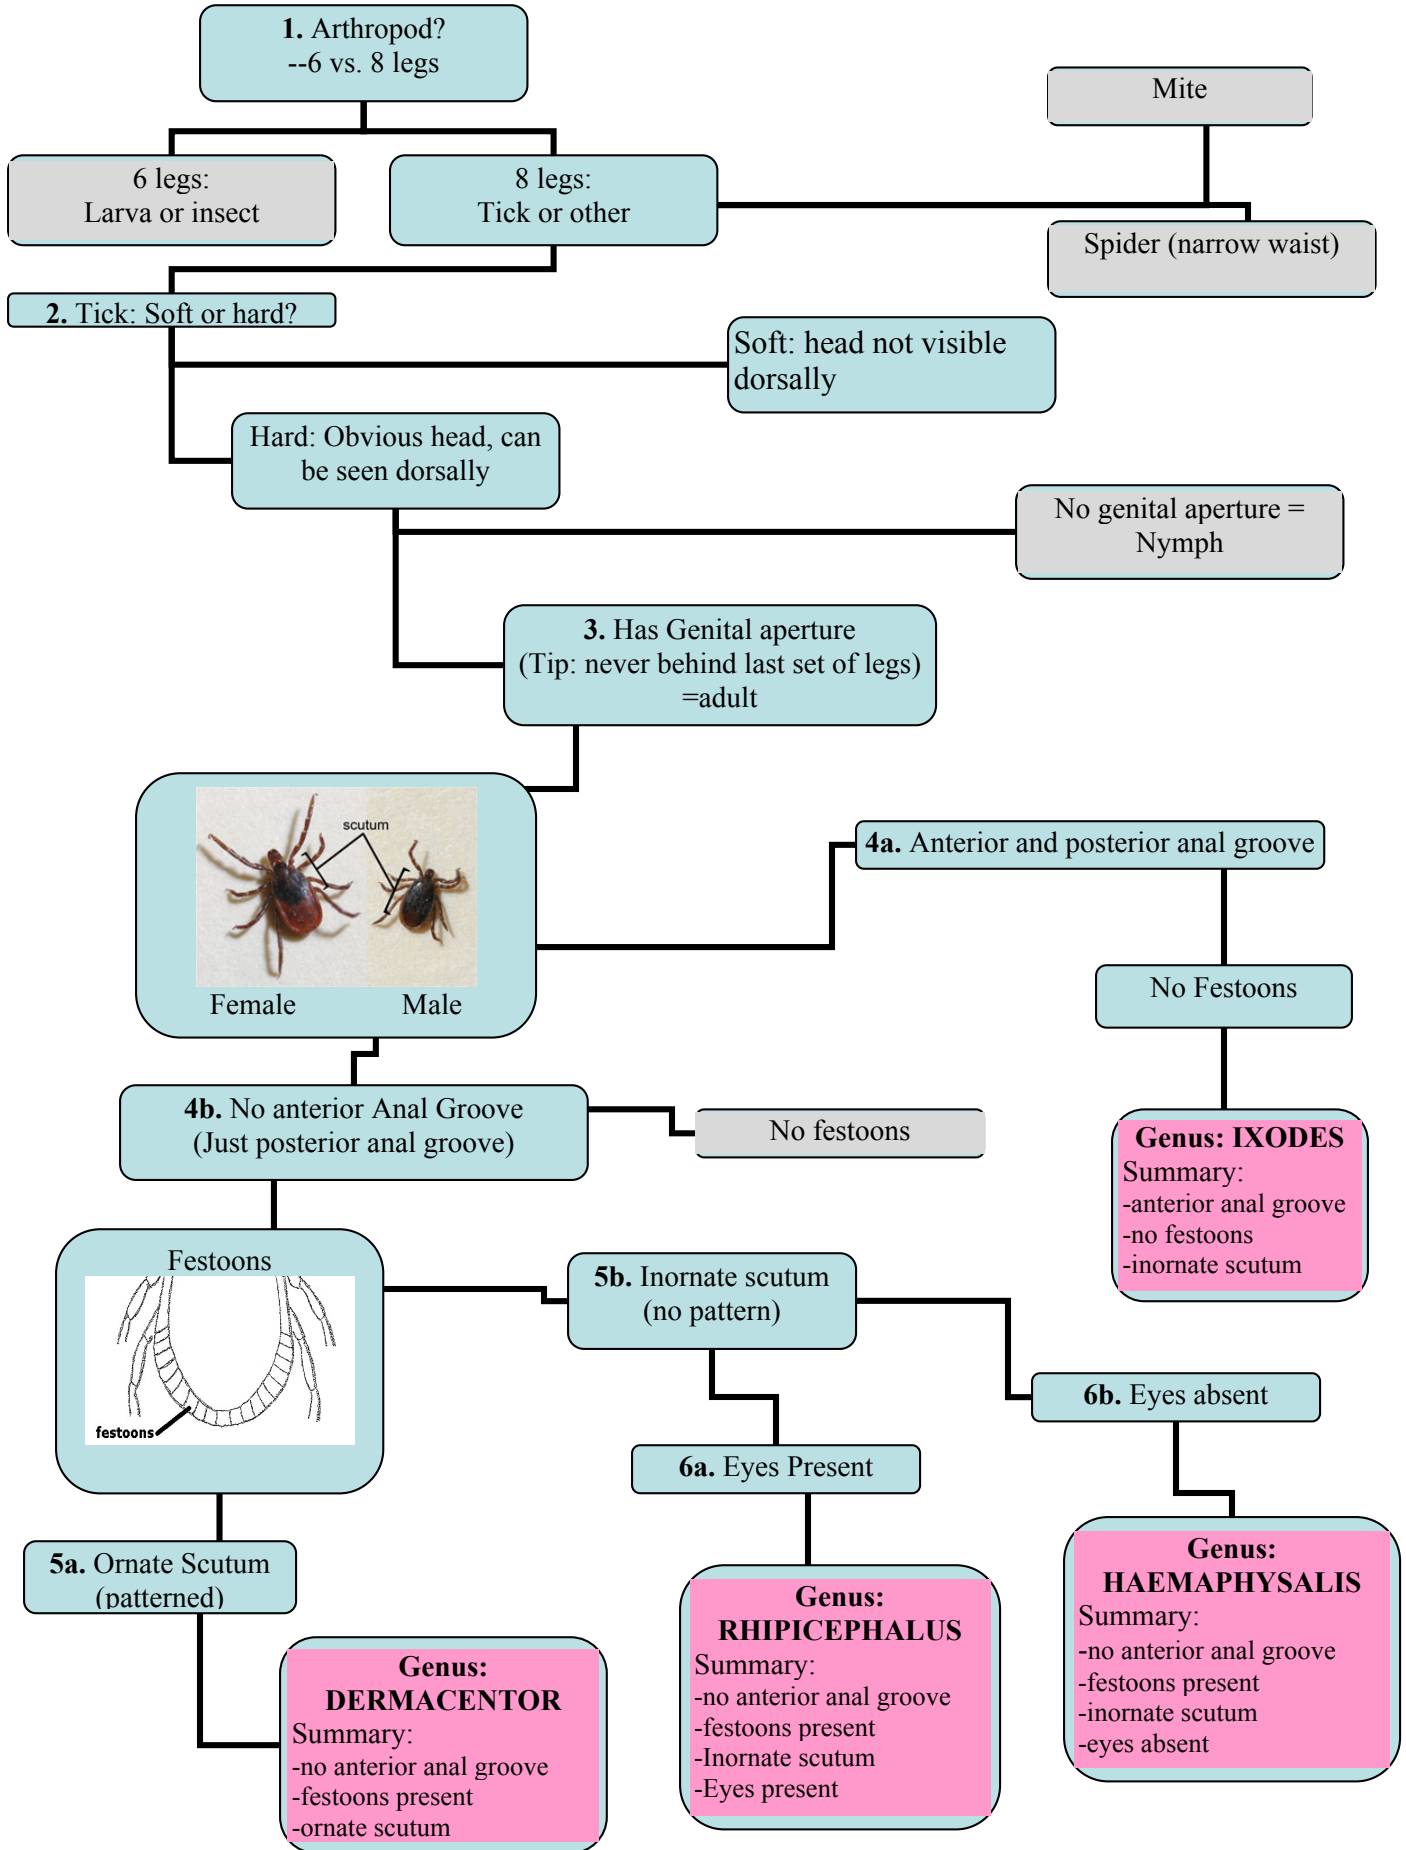 1. Arthropod?
--6 vs. 8 legs
Mite
6 legs:
Larva or insect
8 legs:
Tick or other
Spider (narrow waist)
2. Tick: Soft or hard?
Soft: head not visible
dorsally
Hard: Obvious head, can
be seen dorsally
No genital aperture =
Nymph
3. Has Genital aperture
(Tip: never behind last set of legs)
=adult
scutum
Female
Male
4a. Anterior and posterior anal groove
No Festoons
Genus: IXODES
Summary:
-anterior anal groove
-no festoons
-inornate scutum
4b. No anterior Anal Groove
(Just posterior anal groove)
No festoons
Festoons
festoons
5b. Inornate scutum
(no pattern)
6b. Eyes absent
6a. Eyes Present
5a. Ornate Scutum
(patterned)
Genus:
DERMACENTOR
Summary:
-no anterior anal groove
-festoons present
-ornate scutum
Genus:
RHIPICEPHALUS
Summary:
-no anterior anal groove
-festoons present
-Inornate scutum
-Eyes present
Genus:
HAEMAPHYSALIS
Summary:
-no anterior anal groove
-festoons present
-inornate scutum
-eyes absent